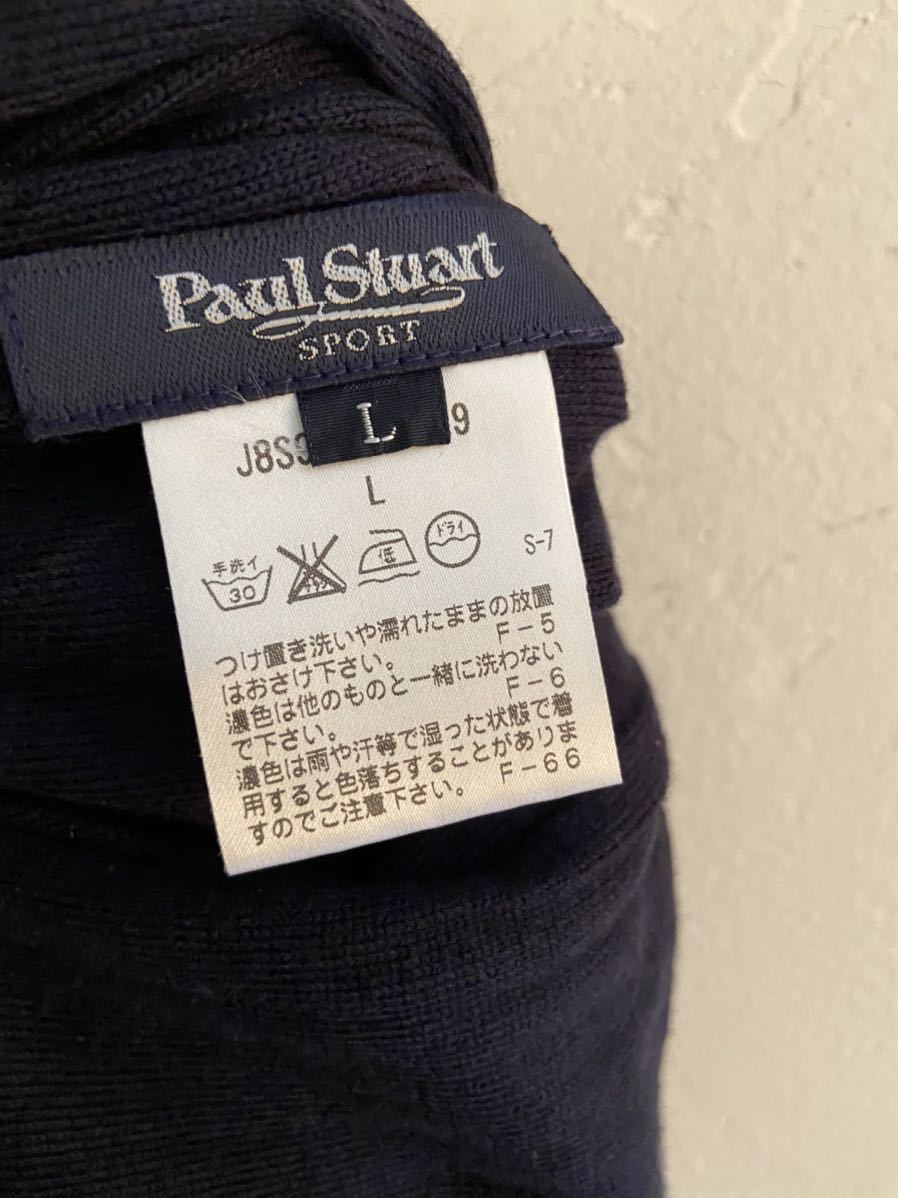 Paul Stuart
SPORT
L
J8S 9
L
手洗イ
30
低
ドライ
S-7
つけ置き洗いや濡れたままの放置
はおさけ下さい。 F-5
濃色は他のものと一緒に洗わない
で下さい。 F-6
濃色は雨や汗等で湿った状態で着
用すると色落ちすることがありま
すのでご注意下さい。 F-66